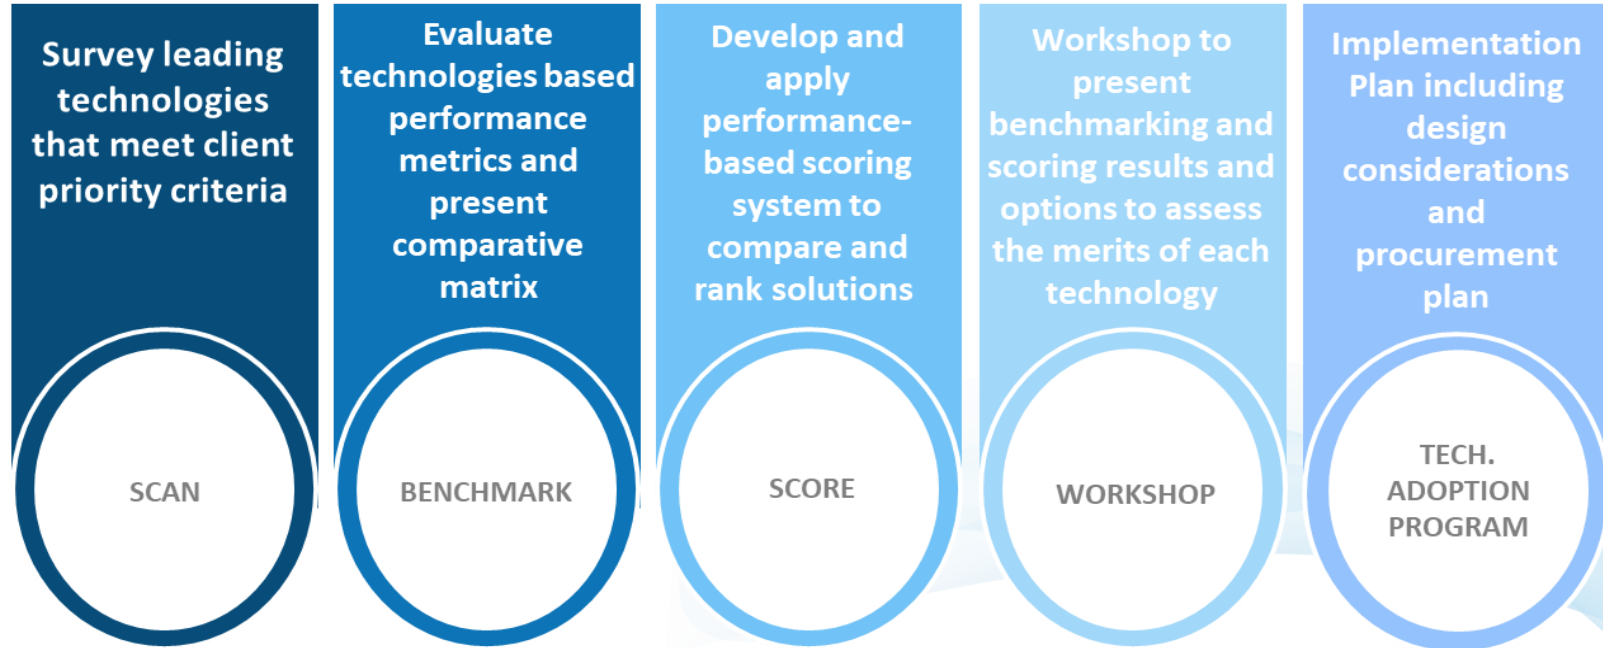 Survey leading
technologies
that meet client
priority criteria
SCAN
Evaluate
technologies based
performance
metrics and
present
comparative
matrix
BENCHMARK
Develop and
apply
performance-
based scoring
system to
compare and
rank solutions
SCORE
Workshop to
present
benchmarking and
scoring results and
options to assess
the merits of each
technology
WORKSHOP
Implementation
Plan including
design
considerations
and
procurement
plan
TECH.
ADOPTION
PROGRAM